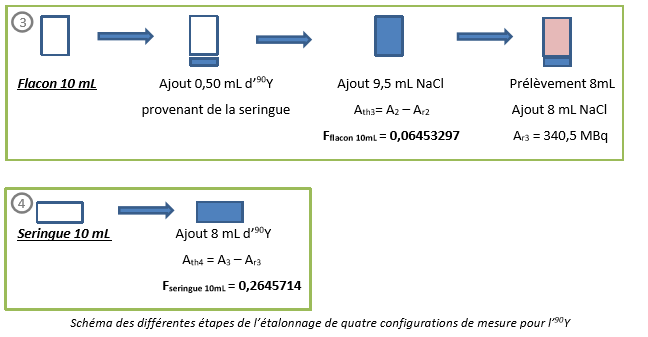 3
Flacon 10 mL
Ajout 0,50 mL d'⁹⁰Y
provenant de la seringue
Ajout 9,5 mL NaCl
Ath3= A2 – Ar2
Fflacon 10mL = 0,06453297
Prélèvement 8mL
Ajout 8 mL NaCl
Ar3 = 340,5 MBq
4
Seringue 10 mL
Ajout 8 mL d'⁹⁰Y
Ath4 = A3 – Ar3
Fseringue 10mL = 0,2645714
Schéma des différentes étapes de l'étalonnage de quatre configurations de mesure pour l'⁹⁰Y